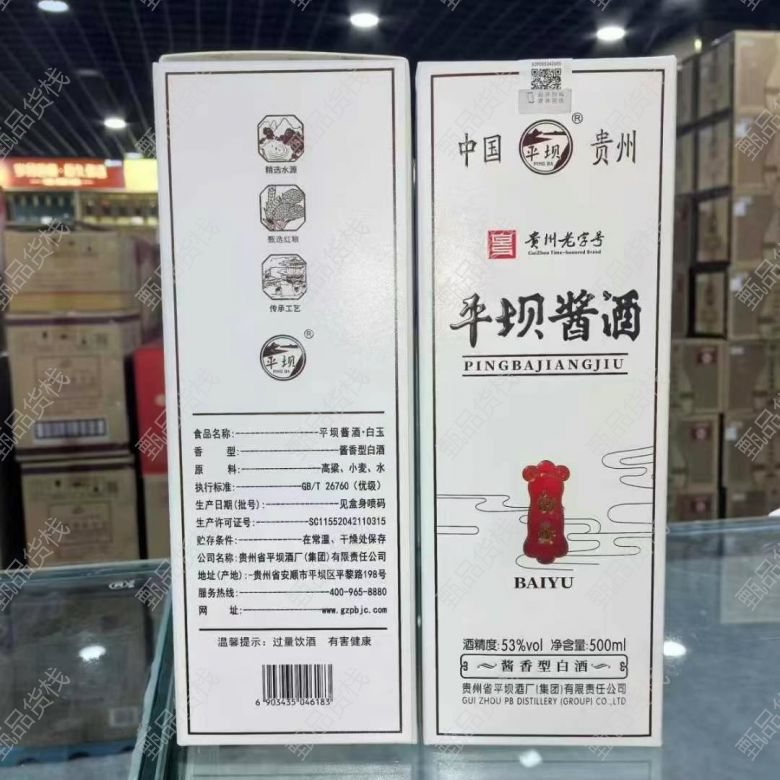 精选水源
甄选红粮
传承工艺
平坝
PING BA
®
食品名称: 平坝酱酒·白玉
香 型: 酱香型白酒
原 料: 高粱、小麦、水
执行标准: GB/T 26760 (优级)
生产日期(批号): 见盒身喷码
生产许可证号: SC11552042110315
贮存条件: 在常温、干燥处保存
公司名称: 贵州省平坝酒厂(集团)有限责任公司
地址(产地): 贵州省安顺市平坝区平黎路198号
服务热线: 400-965-8880
网 址: www.gzpbjc.com
温馨提示: 过量饮酒 有害健康
6 903435 046183
中国 平坝 ® 贵州
PING BA
貴州老字号
GuiZhou Time-honored Brand
平坝酱酒
PINGBAJIANGJIU
BAIYU
酒精度: 53%vol 净含量: 500ml
酱香型白酒
贵州省平坝酒厂(集团)有限责任公司
GUI ZHOU PB DISTILLERY (GROUP) CO.,LTD
甄品货栈